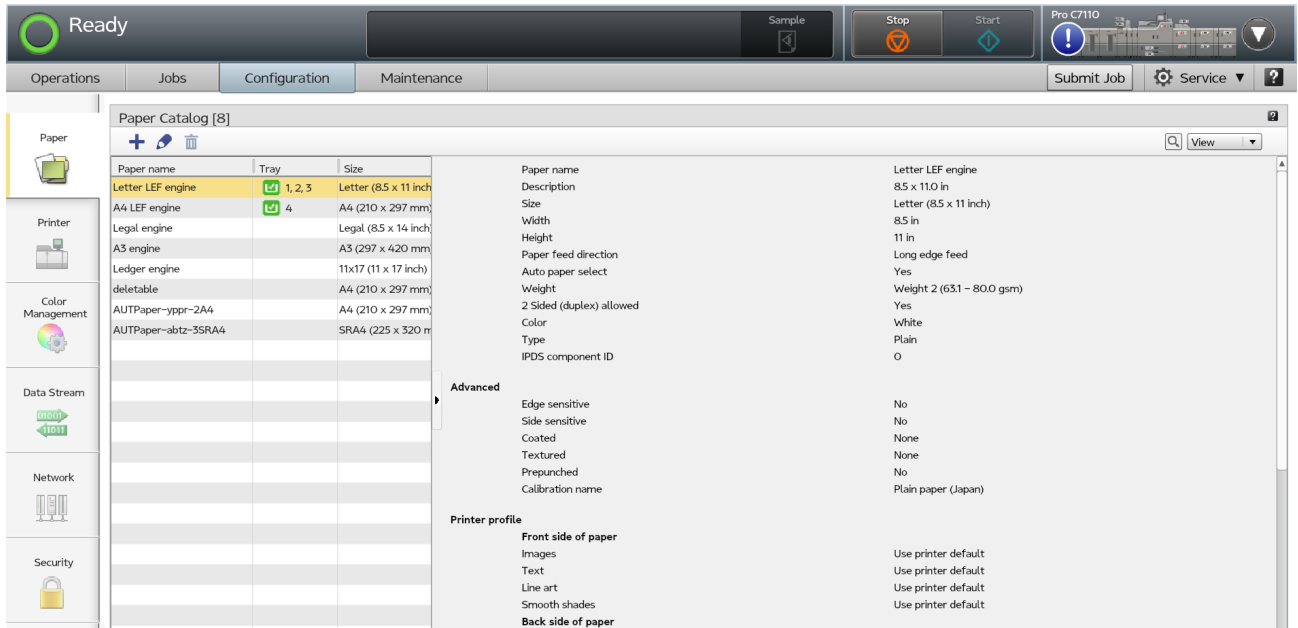 Ready
Sample
Stop
Start
Pro C7110
Operations
Jobs
Configuration
Maintenance
Submit Job
Service
?
Paper
Printer
Color
Management
Data Stream
01001
11011
Network
Security
Paper Catalog [8]
?
View
Paper name Tray Size
Letter LEF engine 1, 2, 3 Letter (8.5 x 11 inch
A4 LEF engine 4 A4 (210 x 297 mm)
Legal engine Legal (8.5 x 14 inch)
A3 engine A3 (297 x 420 mm
Ledger engine 11x17 (11 x 17 inch)
deletable A4 (210 x 297 mm)
AUTPaper-yppr-2A4 A4 (210 x 297 mm)
AUTPaper-abtz-3SRA4 SRA4 (225 x 320 m
Paper name Letter LEF engine
Description 8.5 x 11.0 in
Size Letter (8.5 x 11 inch)
Width 8.5 in
Height 11 in
Paper feed direction Long edge feed
Auto paper select Yes
Weight Weight 2 (63.1 – 80.0 gsm)
2 Sided (duplex) allowed Yes
Color White
Type Plain
IPDS component ID 0
Advanced
Edge sensitive No
Side sensitive No
Coated None
Textured None
Prepunched No
Calibration name Plain paper (Japan)
Printer profile
Front side of paper
Images Use printer default
Text Use printer default
Line art Use printer default
Smooth shades Use printer default
Back side of paper